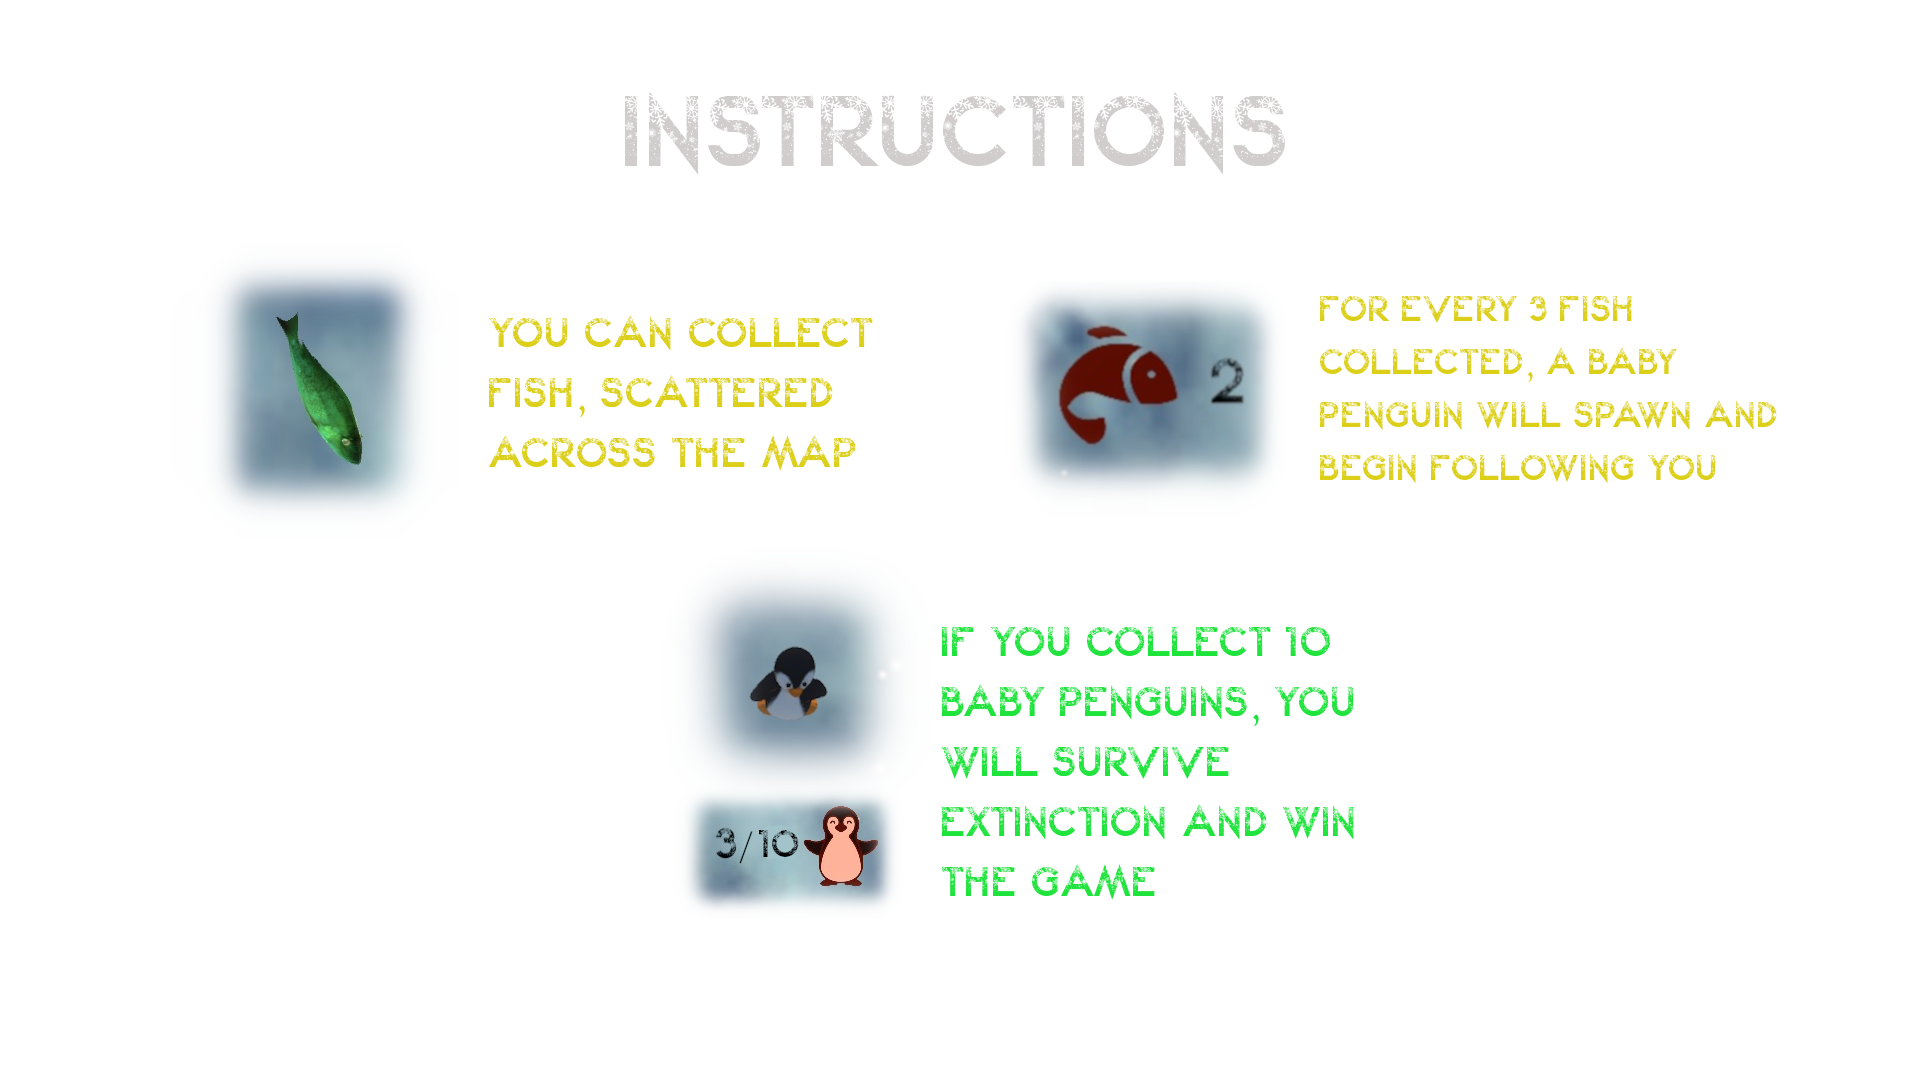 INSTRUCTIONS
YOU CAN COLLECT
FISH, SCATTERED
ACROSS THE MAP
2
FOR EVERY 3 FISH
COLLECTED, A BABY
PENGUIN WILL SPAWN AND
BEGIN FOLLOWING YOU
3/10
IF YOU COLLECT 10
BABY PENGUINS, YOU
WILL SURVIVE
EXTINCTION AND WIN
THE GAME